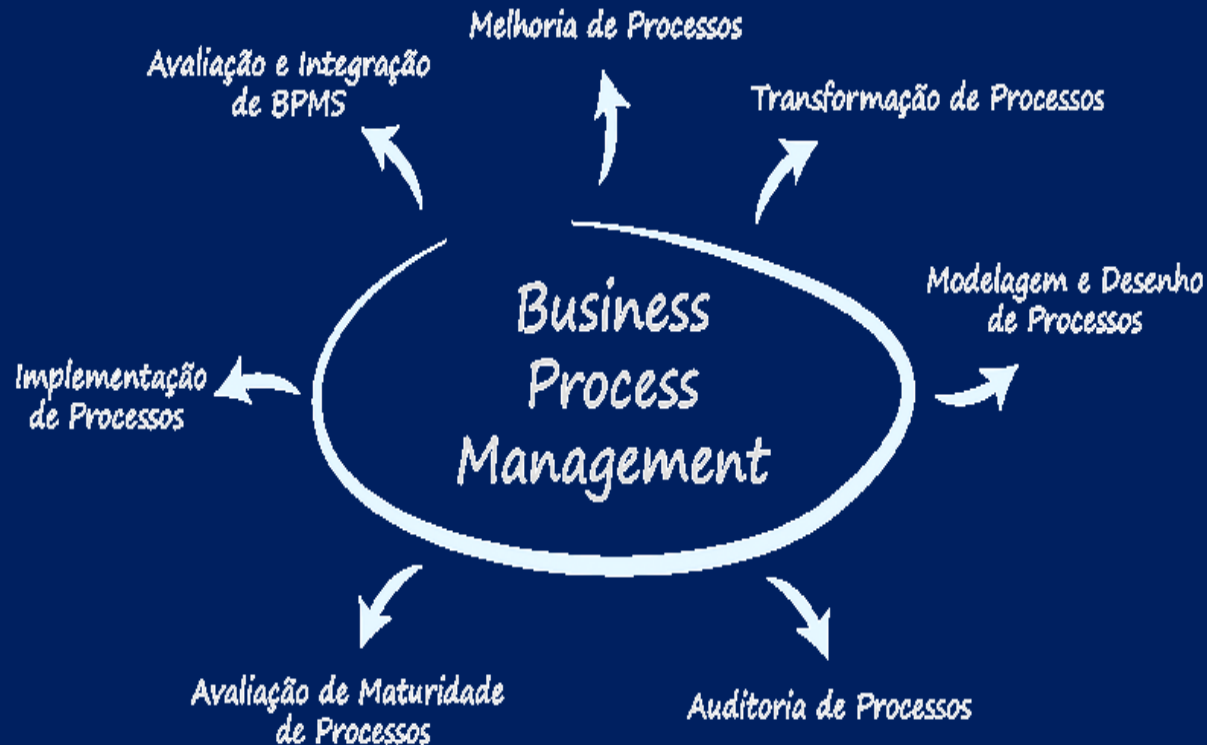 Melhoria de Processos
Avaliação e Integração
de BPMS
Transformação de Processos
Modelagem e Desenho
de Processos
Business
Process
Management
Implementação
de Processos
Avaliação de Maturidade
de Processos
Auditoria de Processos